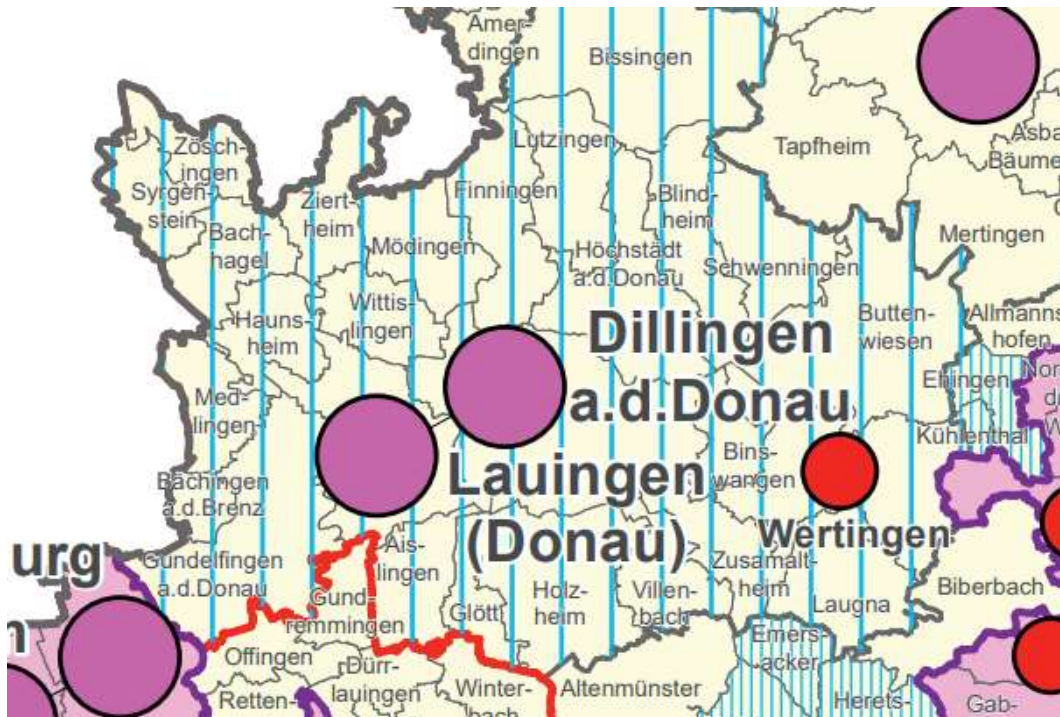 Amer-
dingen
Bissingen
Zösch-
ingen
Syrgen-
stein
Ziert-
heim
Bach-
hagel
Mödingen
Finningen
Lutzingen
Blind-
heim
Tapfheim
Mertingen
Höchstädt
a.d.Donau
Schwenningen
Wittis-
lingen
Hauns-
heim
Butten-
wiesen
Allmanns-
hofen
Ehingen
Kühlenthal
Med-
lingen
Dillingen
a.d.Donau
Lauingen
(Donau)
Bins-
wangen
Wertingen
Bächingen
a.d.Brenz
Gundelfingen
a.d.Donau
Ais-
lingen
Gund-
remmingen
Glött
Holz-
heim
Villen-
bach
Zusamalt-
heim
Laugna
Biberbach
urg
n
Offingen
Retten-
Dürr-
lauingen
Winter-
bach
Altenmünster
Emers-
acker
Herets-
Gab-